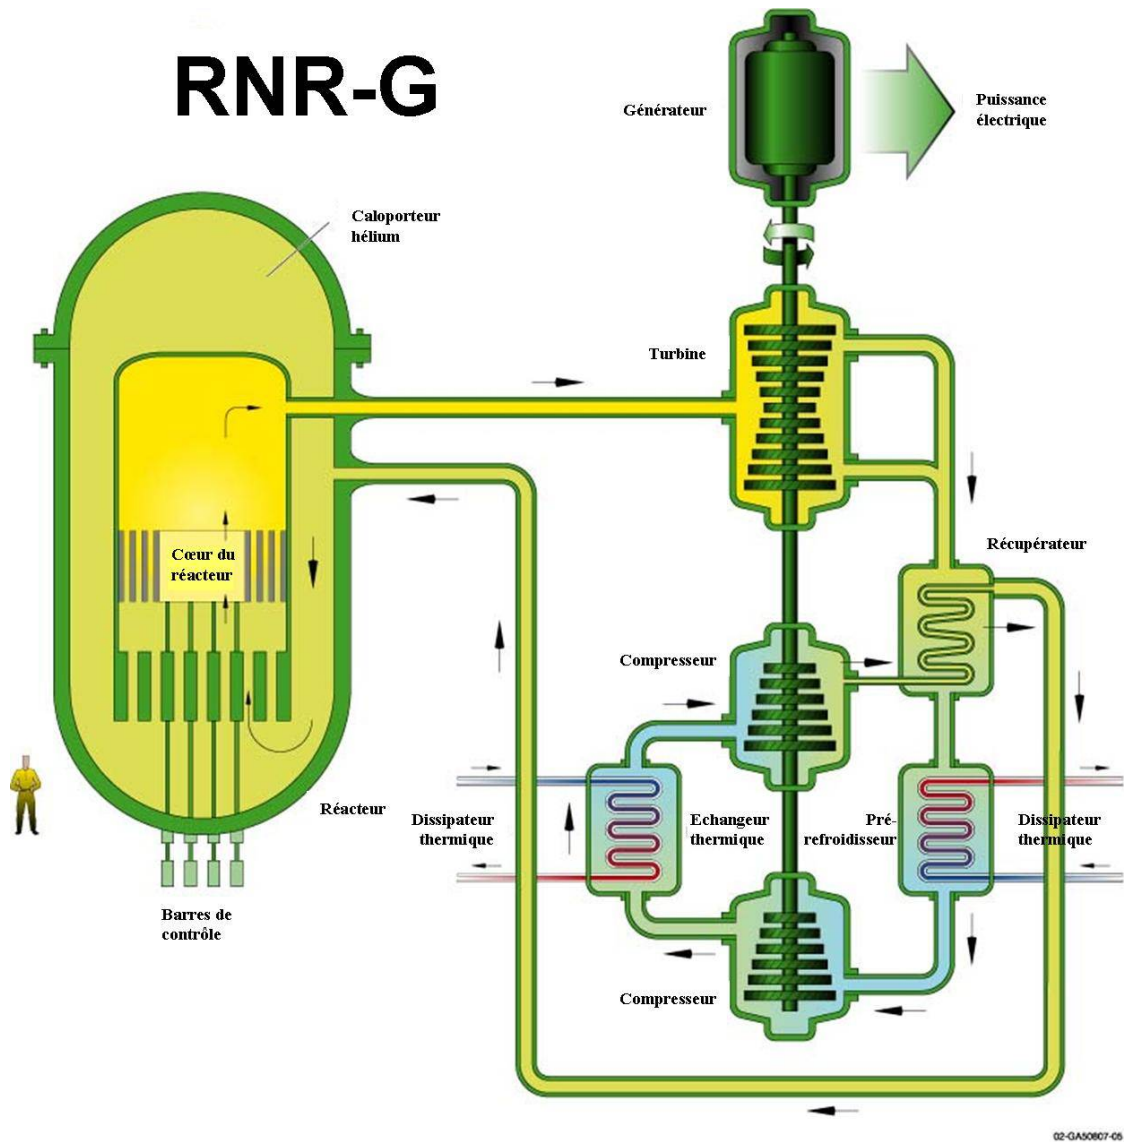 RNR-G
Générateur
Puissance
électrique
Caloporteur
hélium
Turbine
Récupérateur
Cœur du
réacteur
Compresseur
Réacteur
Dissipateur
thermique
Echangeur
thermique
Pré-
refroidisseur
Dissipateur
thermique
Barres de
contrôle
Compresseur
02-GA50807-05